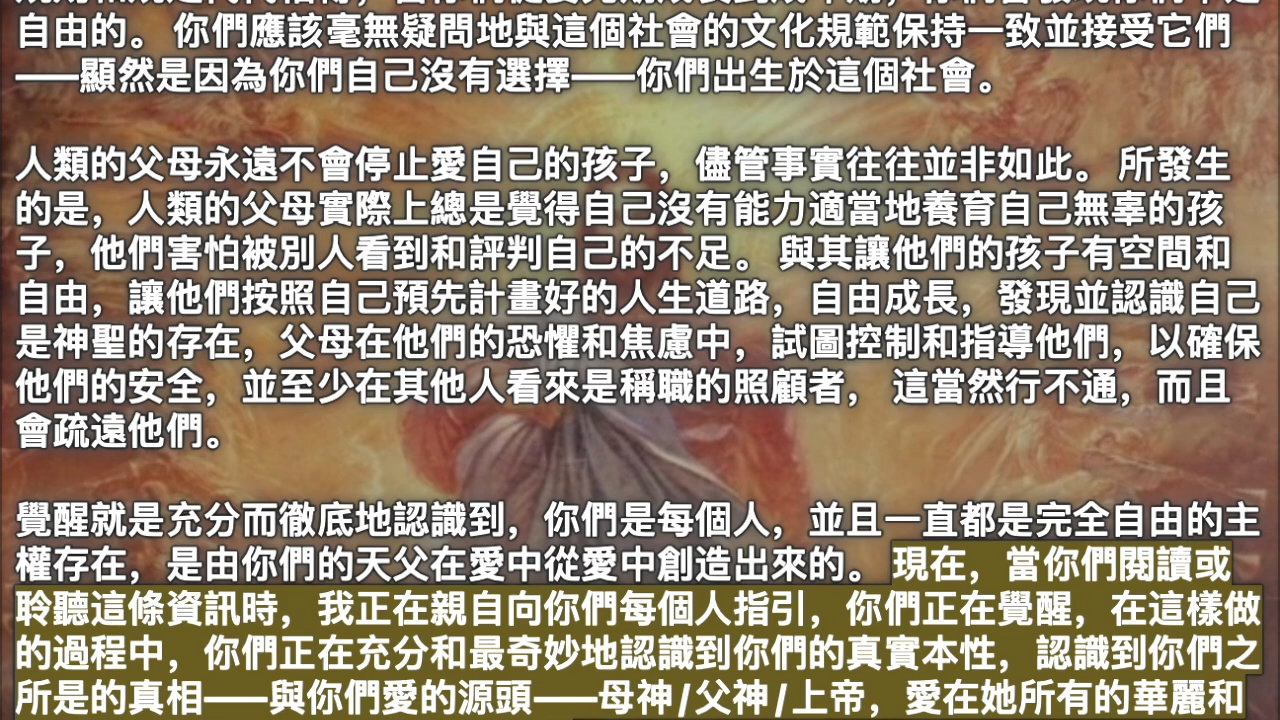 自由的。 你們應該毫無疑問地與這個社會的文化規範保持一致並接受它們
——顯然是因為你們自己沒有選擇——你們出生於這個社會。
人類的父母永遠不會停止愛自己的孩子，儘管事實往往並非如此。 所發生
的是，人類的父母實際上總是覺得自己沒有能力適當地養育自己無辜的孩
子，他們害怕被別人看到和評判自己的不足。 與其讓他們的孩子有空間和
自由，讓他們按照自己預先計畫好的人生道路，自由成長，發現並認識自己
是神聖的存在，父母在他們的恐懼和焦慮中，試圖控制和指導他們，以確保
他們的安全，並至少在其他人看來是稱職的照顧者， 這當然行不通，而且
會疏遠他們。
覺醒就是充分而徹底地認識到，你們是每個人，並且一直都是完全自由的主
權存在，是由你們的天父在愛中從愛中創造出來的。 現在，當你們閱讀或
聆聽這條資訊時，我正在親自向你們每個人指引，你們正在覺醒，在這樣做
的過程中，你們正在充分和最奇妙地認識到你們的真實本性，認識到你們之
所是的真相——與你們愛的源頭——母神/父神/上帝，愛在她所有的華麗和